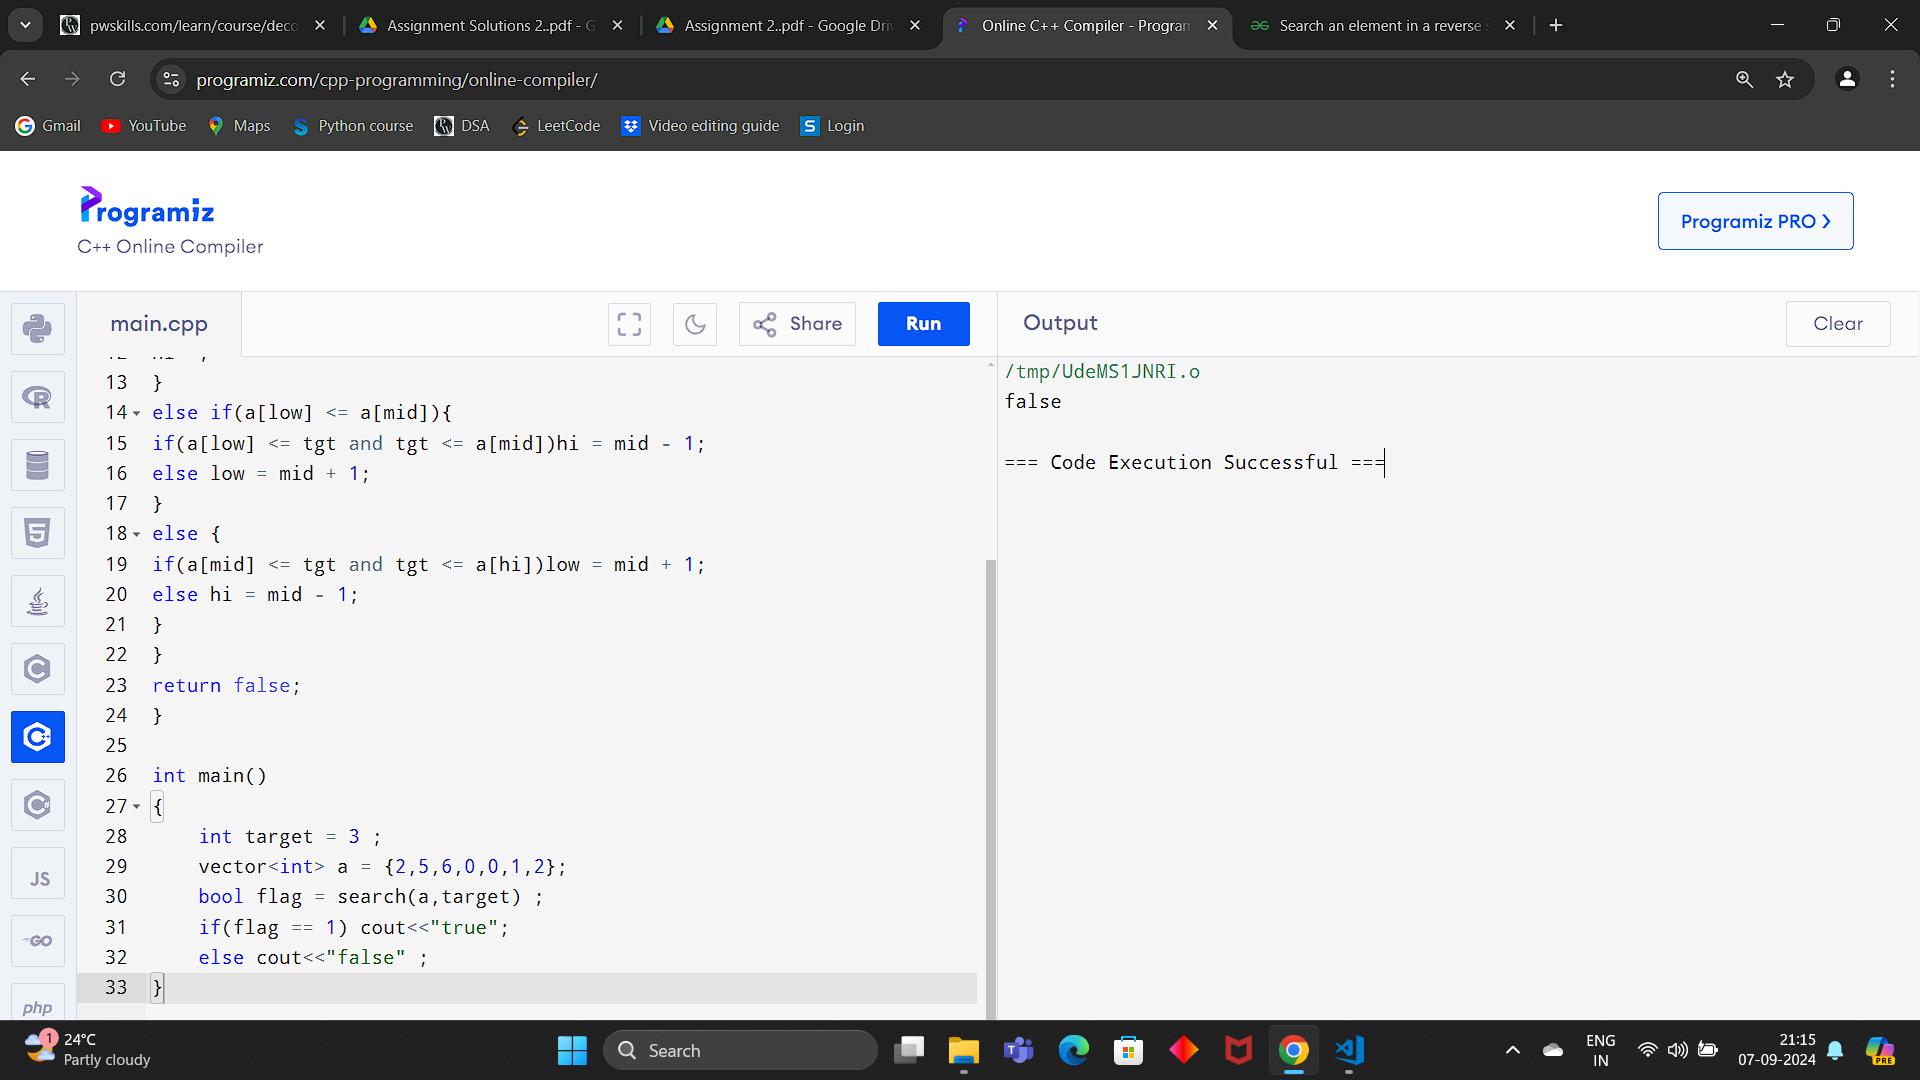 pwskills.com/learn/course/deco
Assignment Solutions 2..pdf - G
Assignment 2..pdf - Google Driv
Online C++ Compiler - Program
Search an element in a reverse s
programiz.com/cpp-programming/online-compiler/
Gmail
YouTube
Maps
Python course
DSA
LeetCode
Video editing guide
S Login
Programiz
C++ Online Compiler
Programiz PRO
main.cpp
Share
Run
Output
Clear
13 }
14 else if(a[low] <= a[mid]){
15 if(a[low] <= tgt and tgt <= a[mid])hi = mid - 1;
16 else low = mid + 1;
17 }
18 else {
19 if(a[mid] <= tgt and tgt <= a[hi])low = mid + 1;
20 else hi = mid - 1;
21 }
22 }
23 return false;
24 }
25
26 int main()
27 {
28 int target = 3 ;
29 vector<int> a = {2,5,6,0,0,1,2};
30 bool flag = search(a,target) ;
31 if(flag == 1) cout<<"true";
32 else cout<<"false" ;
33 }
/tmp/UdeMS1JNRI.o
false
=== Code Execution Successful ===
JS
GO
php
1
24°C
Partly cloudy
Search
ENG
IN
21:15
07-09-2024
PRE